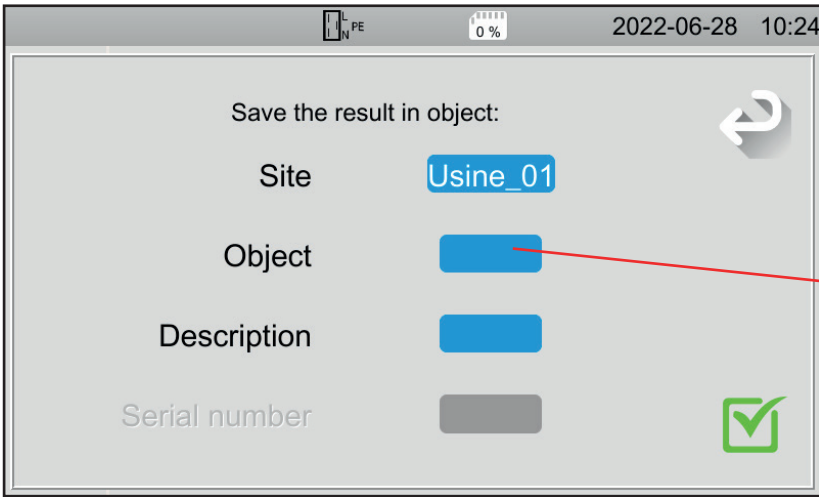 L PE
N
0 % 2022-06-28 10:24
Save the result in object:
Site Usine_01
Object
Description
Serial number